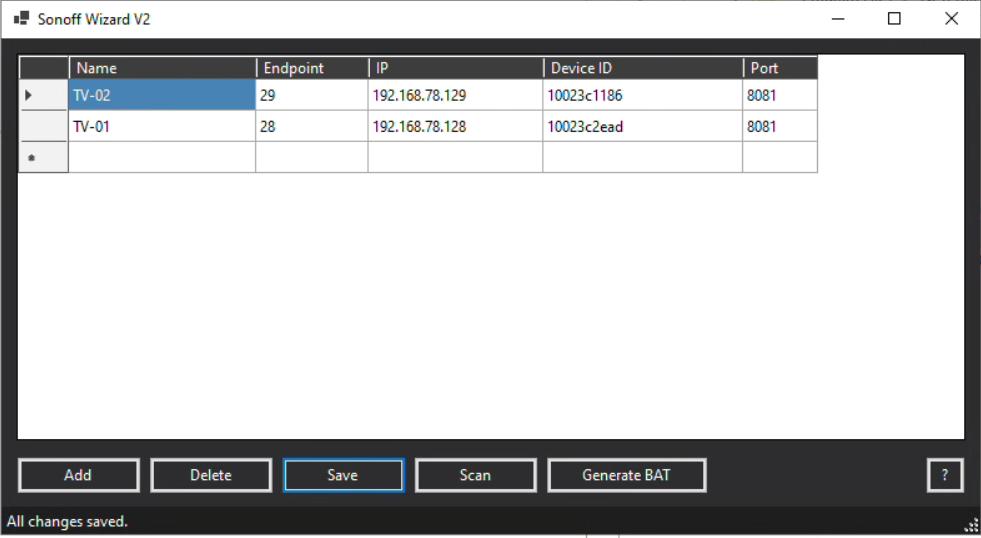 Sonoff Wizard V2
Name Endpoint IP Device ID Port
TV-02 29 192.168.78.129 10023c1186 8081
TV-01 28 192.168.78.128 10023c2ead 8081
Add Delete Save Scan Generate BAT ?
All changes saved.